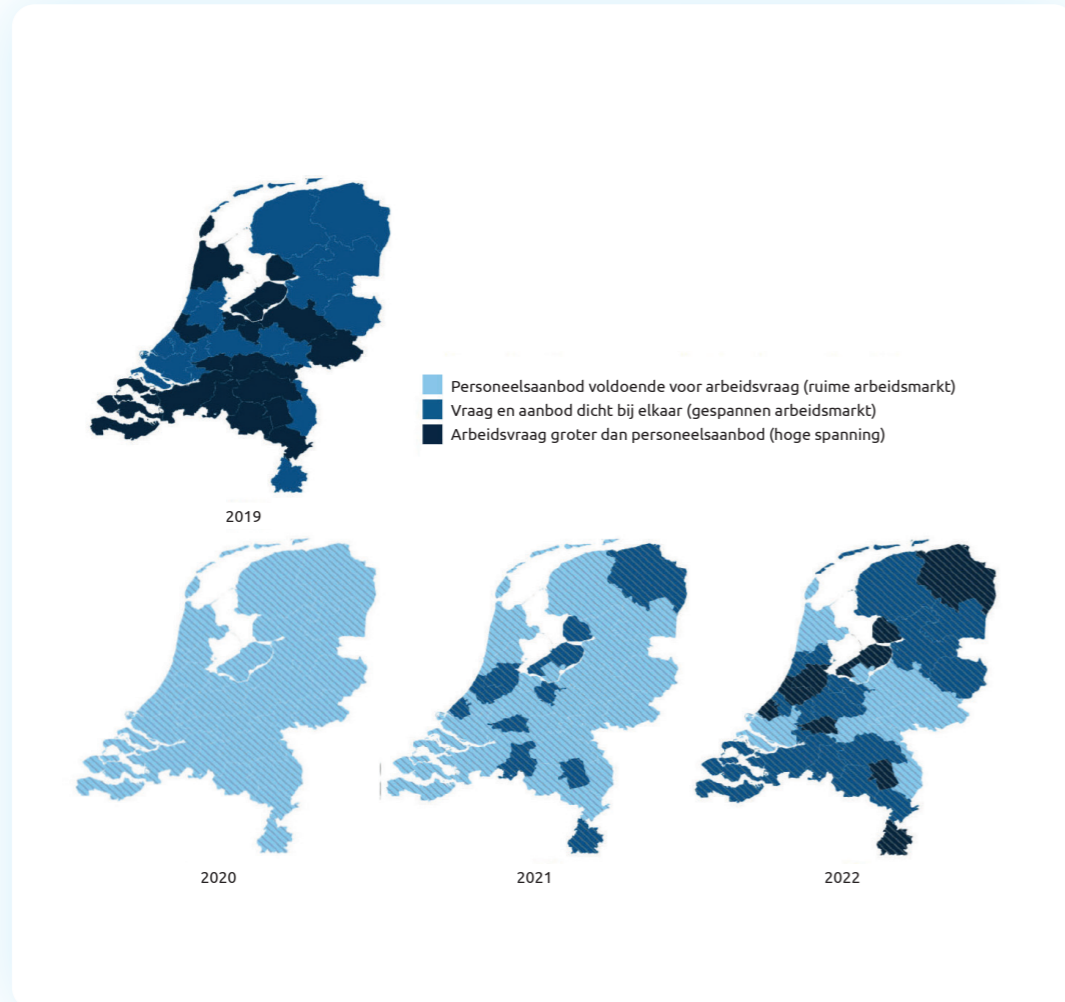 Personeelsaanbod voldoende voor arbeidsvraag (ruime arbeidsmarkt)
Vraag en aanbod dicht bij elkaar (gespannen arbeidsmarkt)
Arbeidsvraag groter dan personeelsaanbod (hoge spanning)
2019
2020
2021
2022